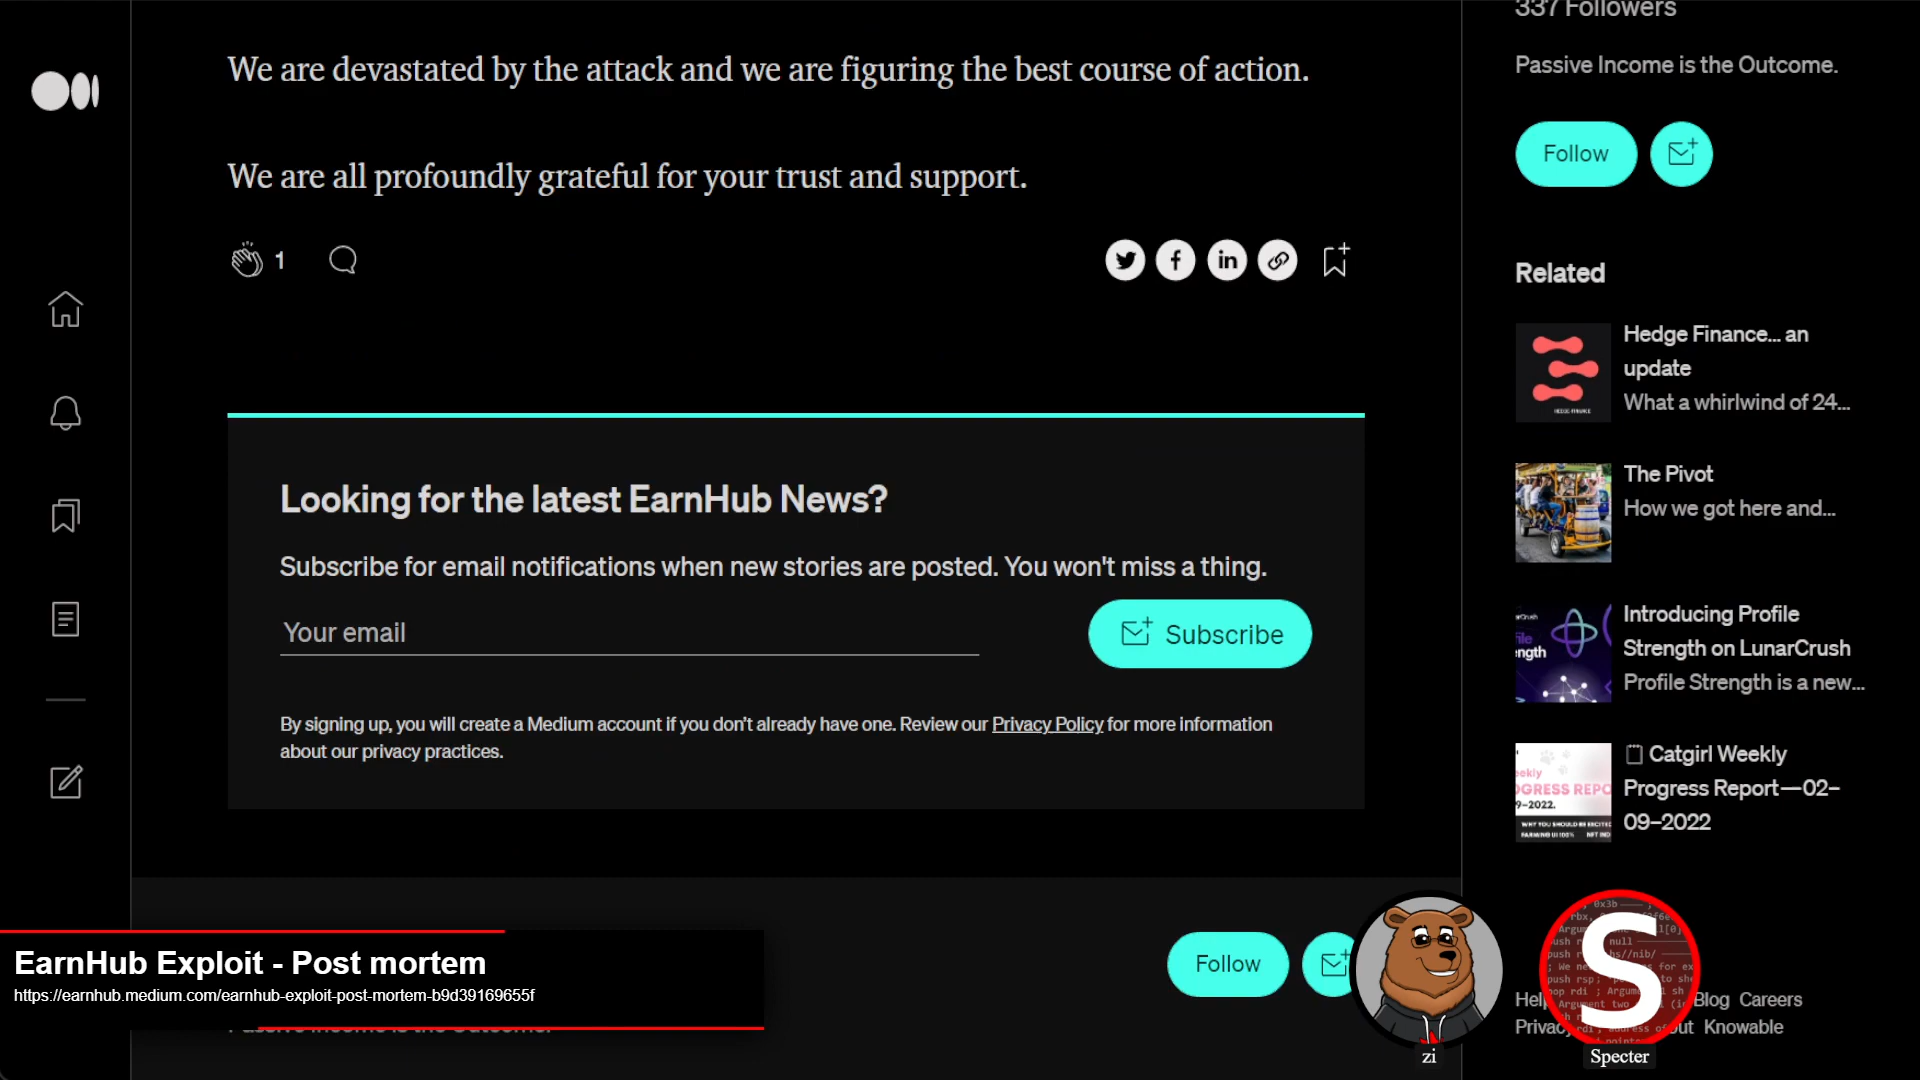 337 Followers
We are devastated by the attack and we are figuring the best course of action.
Passive Income is the Outcome.
Follow
We are all profoundly grateful for your trust and support.
1
Related
Hedge Finance... an
update
What a whirlwind of 24...
HEDGE FINANCE
The Pivot
How we got here and...
Looking for the latest EarnHub News?
Subscribe for email notifications when new stories are posted. You won't miss a thing.
Your email
Subscribe
Introducing Profile
Strength on LunarCrush
Profile Strength is a new...
By signing up, you will create a Medium account if you don't already have one. Review our Privacy Policy for more information
about our privacy practices.
Catgirl Weekly
Progress Report—02–
09–2022
EarnHub Exploit - Post mortem
https://earnhub.medium.com/earnhub-exploit-post-mortem-b9d39169655f
Follow
S
Blog Careers
Knowable
zi
Specter